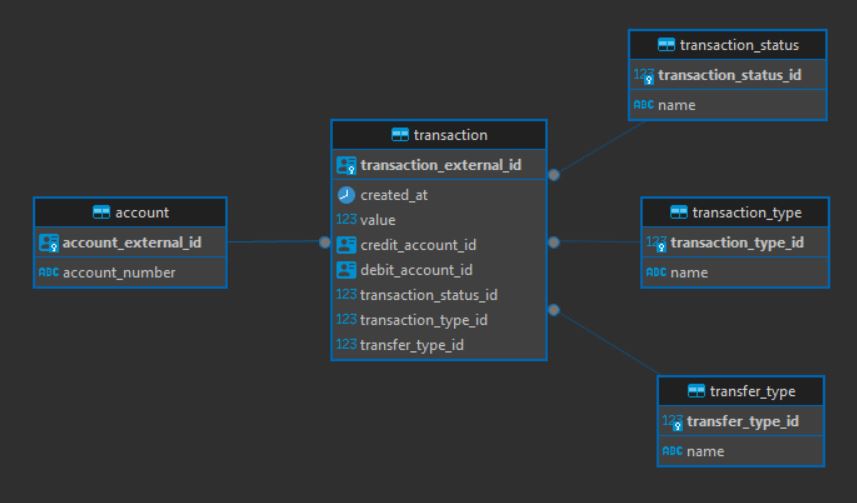 account
account_external_id
ABC account_number
transaction
transaction_external_id
created_at
123 value
credit_account_id
debit_account_id
123 transaction_status_id
123 transaction_type_id
123 transfer_type_id
transaction_status
123 transaction_status_id
ABC name
transaction_type
123 transaction_type_id
ABC name
transfer_type
123 transfer_type_id
ABC name